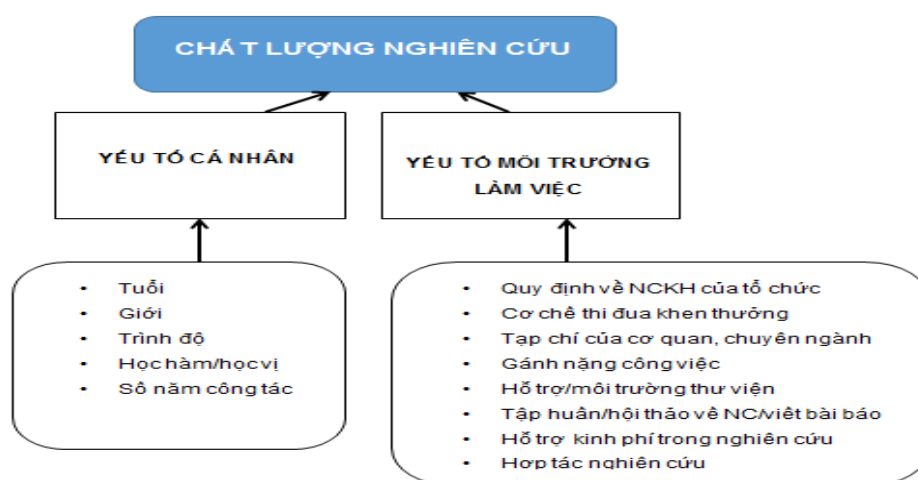 CHẤT LƯỢNG NGHIÊN CỨU
YẾU TỐ CÁ NHÂN
YẾU TỐ MÔI TRƯỜNG
LÀM VIỆC
• Tuổi
• Giới
• Trình độ
• Học hàm/học vị
• Số năm công tác
• Quy định về NCKH của tổ chức
• Cơ chế thi đua khen thưởng
• Tạp chí của cơ quan, chuyên ngành
• Gánh nặng công việc
• Hỗ trợ/môi trường thư viện
• Tập huấn/hội thảo về NC/viết bài báo
• Hỗ trợ kinh phí trong nghiên cứu
• Hợp tác nghiên cứu